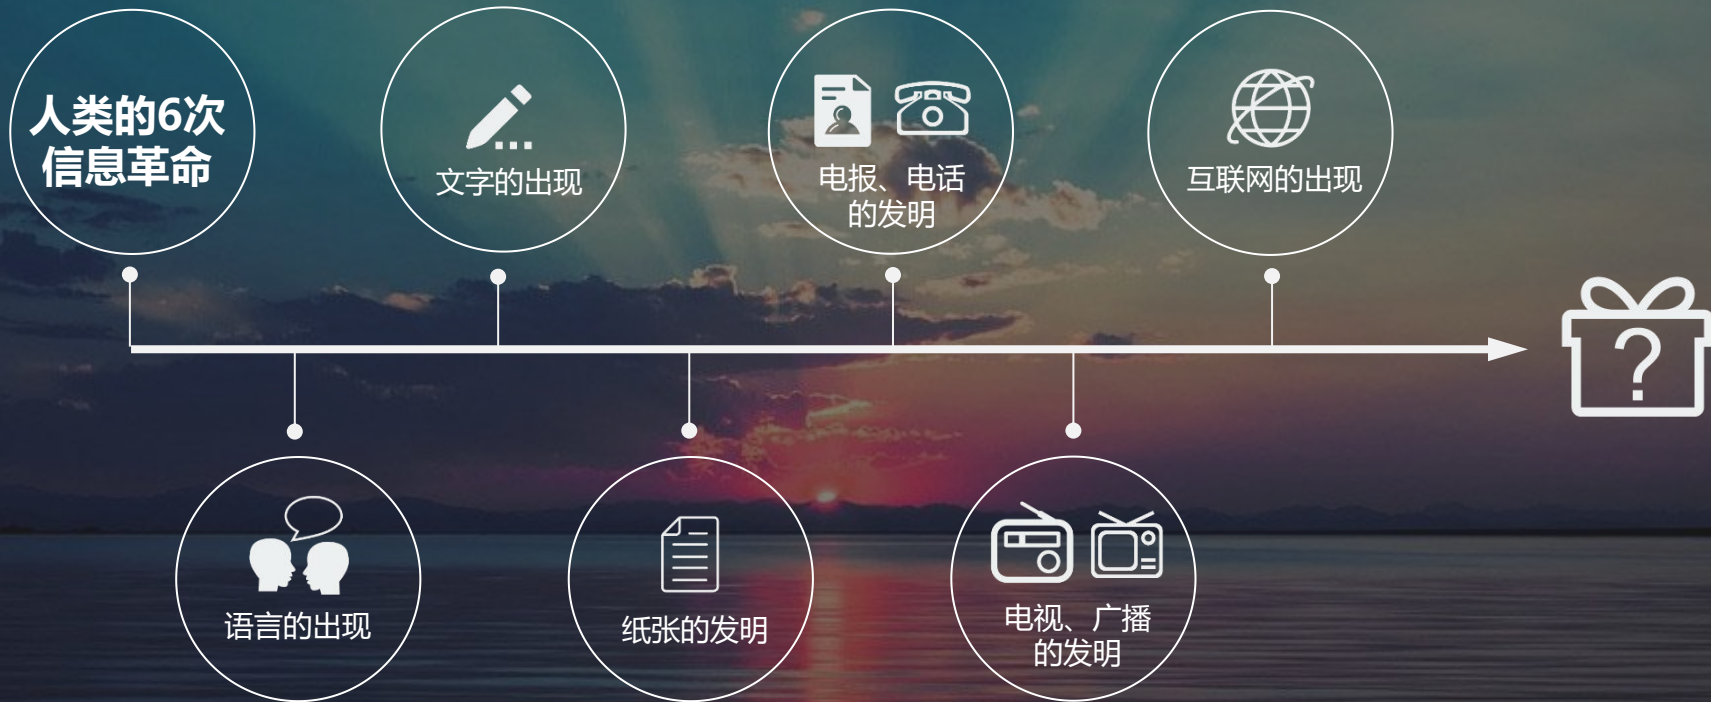 人类的6次
信息革命
语言的出现
文字的出现
纸张的发明
电报、电话
的发明
电视、广播
的发明
互联网的出现
?